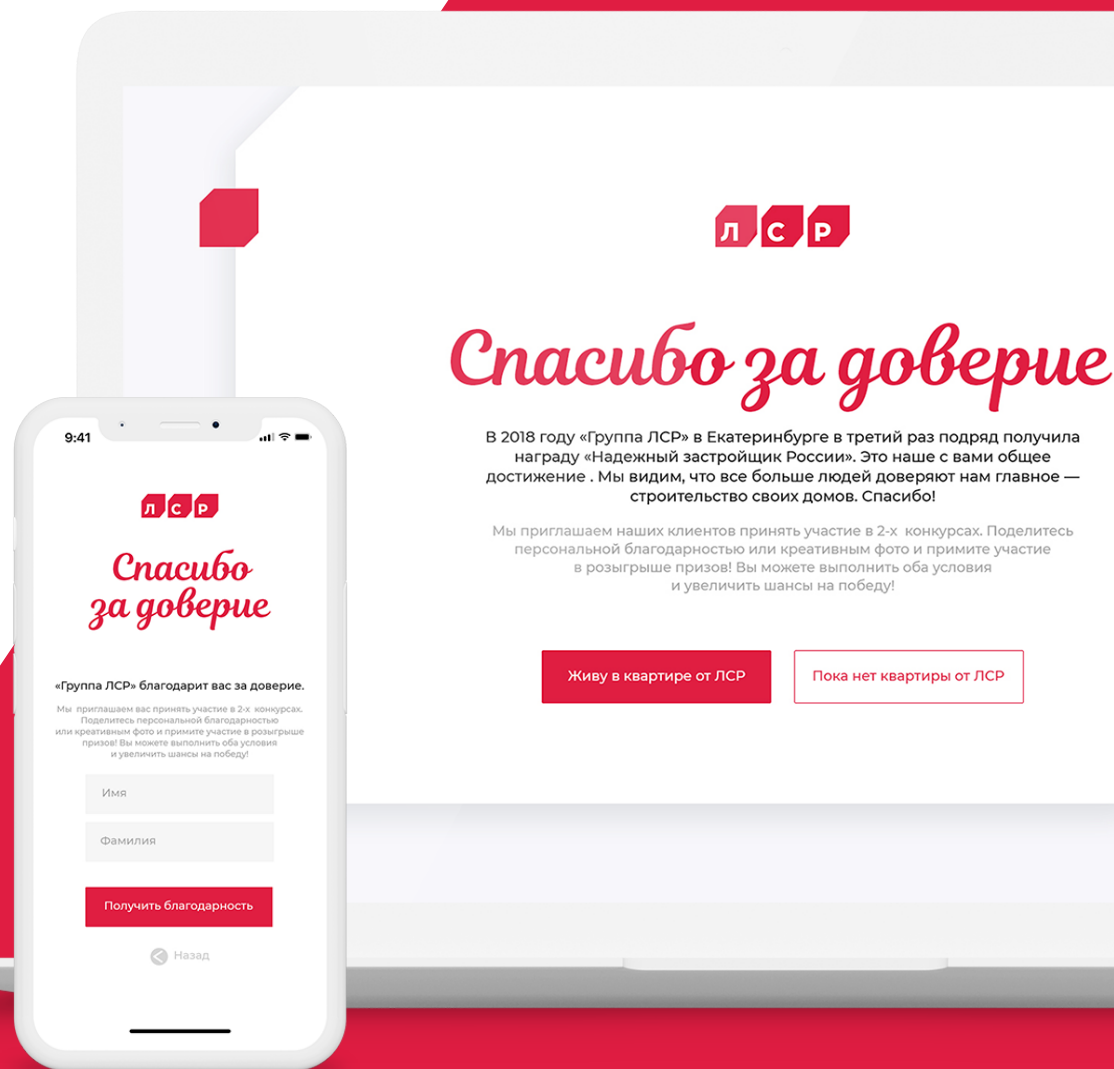 ЛСР
Спасибо за доверие
В 2018 году «Группа ЛСР» в Екатеринбурге в третий раз подряд получила
награду «Надежный застройщик России». Это наше с вами общее
достижение . Мы видим, что все больше людей доверяют нам главное —
строительство своих домов. Спасибо!
Мы приглашаем наших клиентов принять участие в 2-х конкурсах. Поделитесь
персональной благодарностью или креативным фото и примите участие
в розыгрыше призов! Вы можете выполнить оба условия
и увеличить шансы на победу!
Живу в квартире от ЛСР
Пока нет квартиры от ЛСР
9:41
ЛСР
Спасибо
за доверие
«Группа ЛСР» благодарит вас за доверие.
Мы приглашаем вас принять участие в 2-х конкурсах.
Поделитесь персональной благодарностью
или креативным фото и примите участие в розыгрыше
призов! Вы можете выполнить оба условия
и увеличить шансы на победу!
Имя
Фамилия
Получить благодарность
Назад